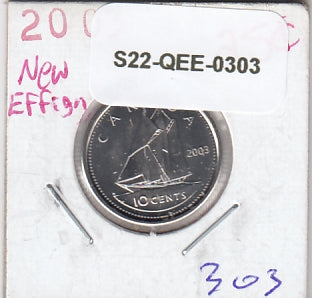 200
S22-QEE-0303
New
Effign
CANADA
2003
10 CENTS
303